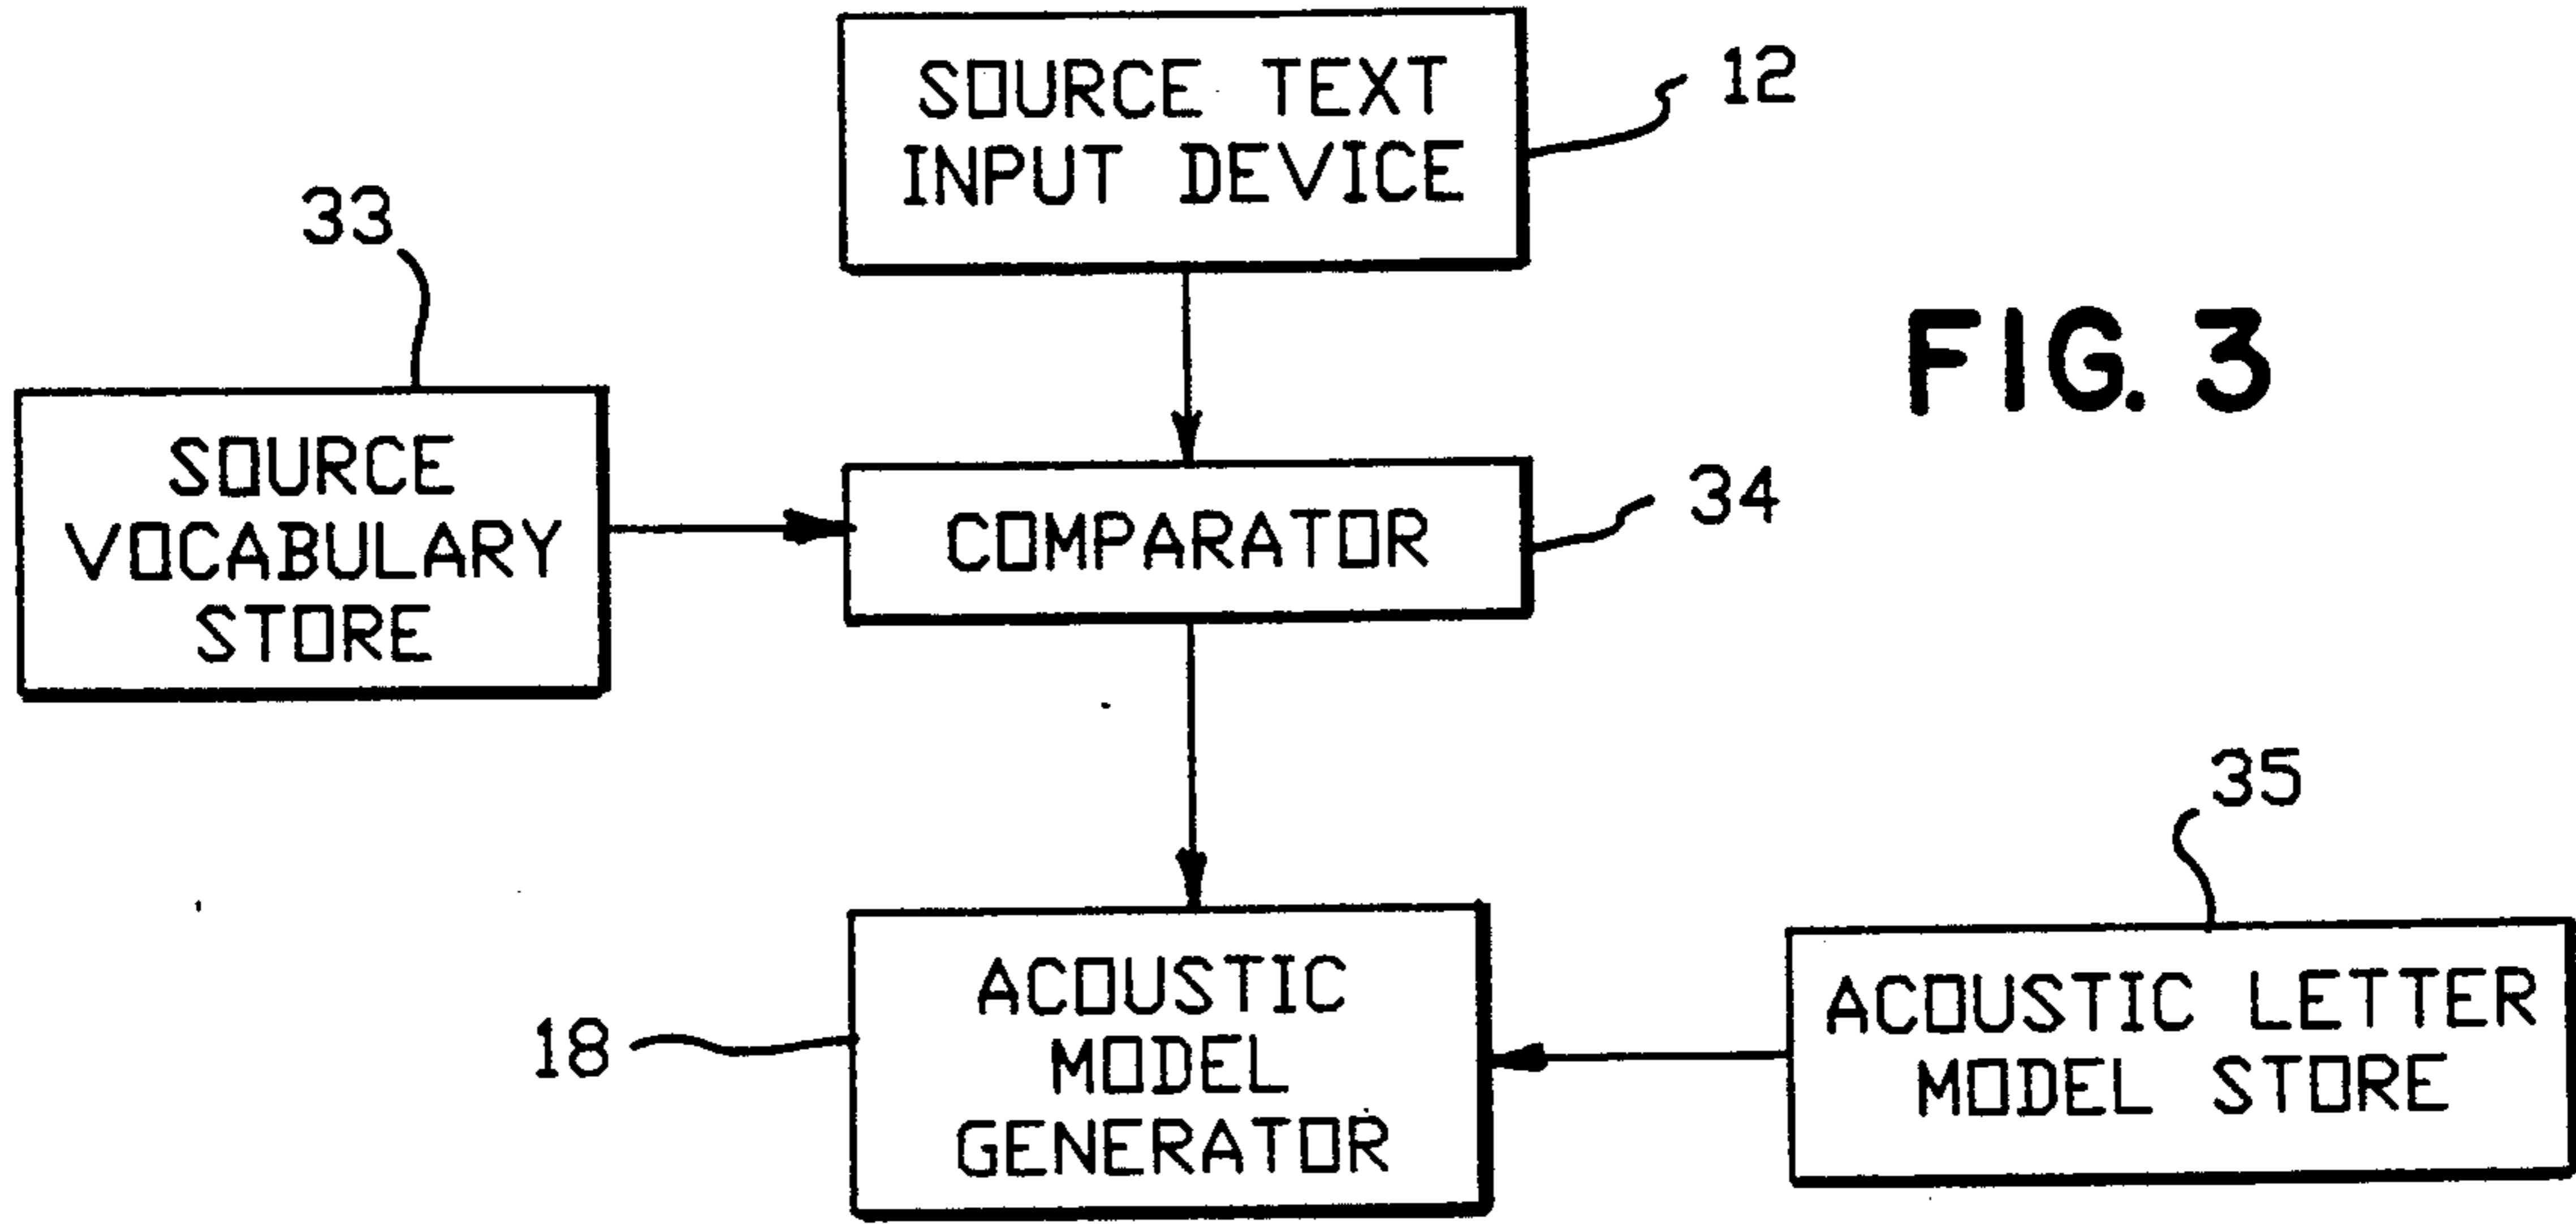 SOURCE TEXT
INPUT DEVICE
12
33
FIG. 3
SOURCE
VOCABULARY
STORE
COMPARATOR
34
35
ACOUSTIC
MODEL
GENERATOR
18
ACOUSTIC LETTER
MODEL STORE